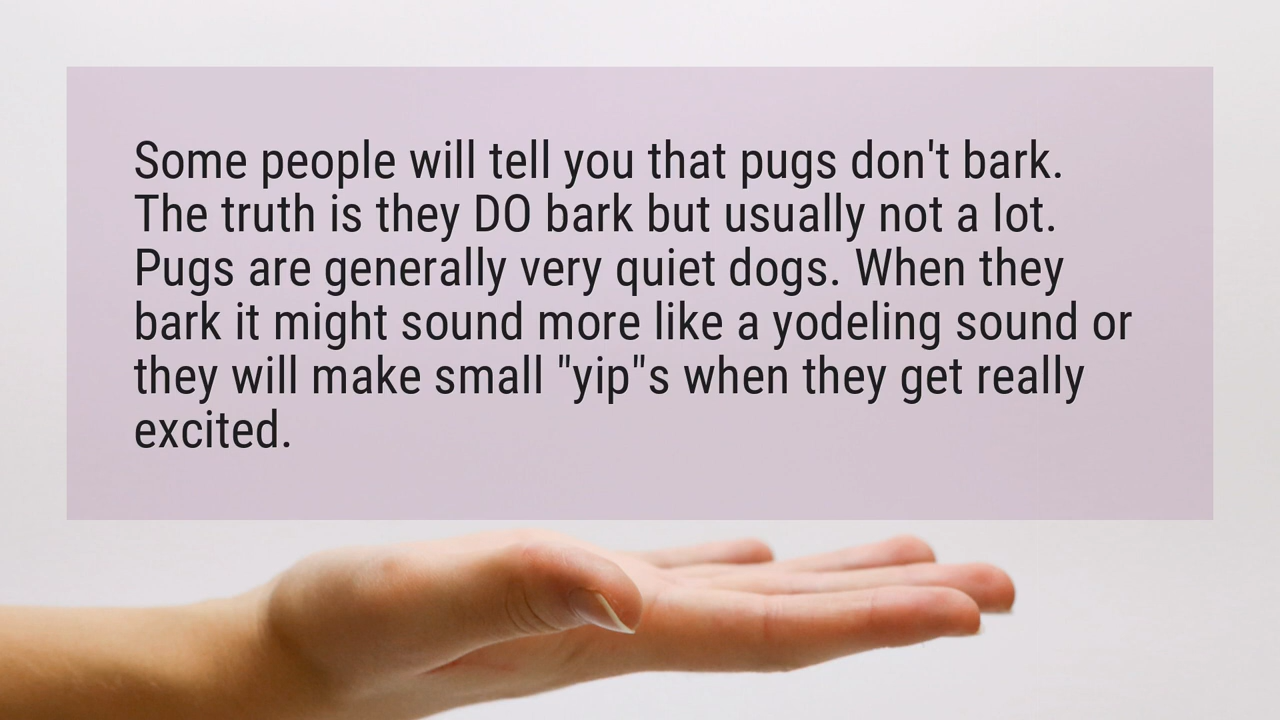 Some people will tell you that pugs don't bark.
The truth is they DO bark but usually not a lot.
Pugs are generally very quiet dogs. When they
bark it might sound more like a yodeling sound or
they will make small "yip"s when they get really
excited.